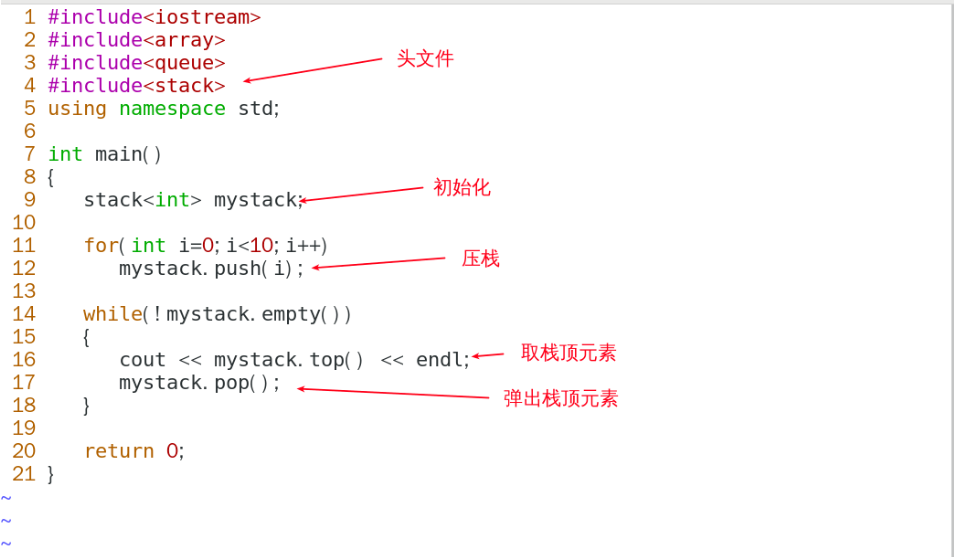 1 #include<iostream>
2 #include<array>
3 #include<queue> 头文件
4 #include<stack>
5 using namespace std;
6
7 int main()
8 {
9    stack<int> mystack; 初始化
10
11    for(int i=0; i<10; i++)
12       mystack.push(i); 压栈
13
14    while(!mystack.empty())
15    {
16       cout << mystack.top() << endl; 取栈顶元素
17       mystack.pop(); 弹出栈顶元素
18    }
19
20    return 0;
21 }
~
~
~